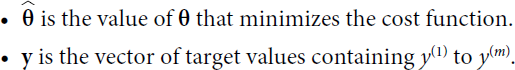 • θ̂ is the value of θ that minimizes the cost function.
• y is the vector of target values containing y⁽¹⁾ to y⁽ᵐ⁾.